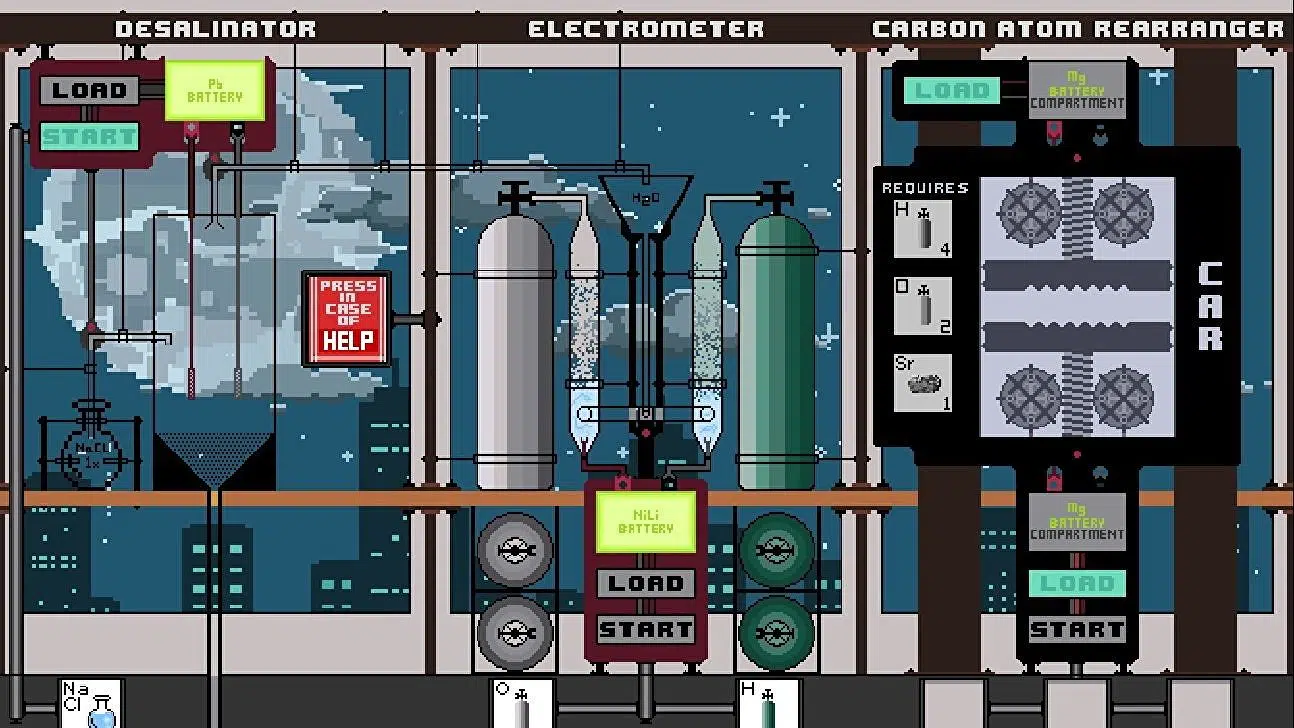 DESALINATOR
ELECTROMETER
CARBON ATOM REARRANGER
LOAD
Pb
BATTERY
START
PRESS
IN
CASE
OF
HELP
NaCl
1x
Na
Cl
H2O
NiLi
BATTERY
LOAD
START
O
H
LOAD
Mg
BATTERY
COMPARTMENT
REQUIRES
H
4
O
2
Sr
1
CAR
Mg
BATTERY
COMPARTMENT
LOAD
START